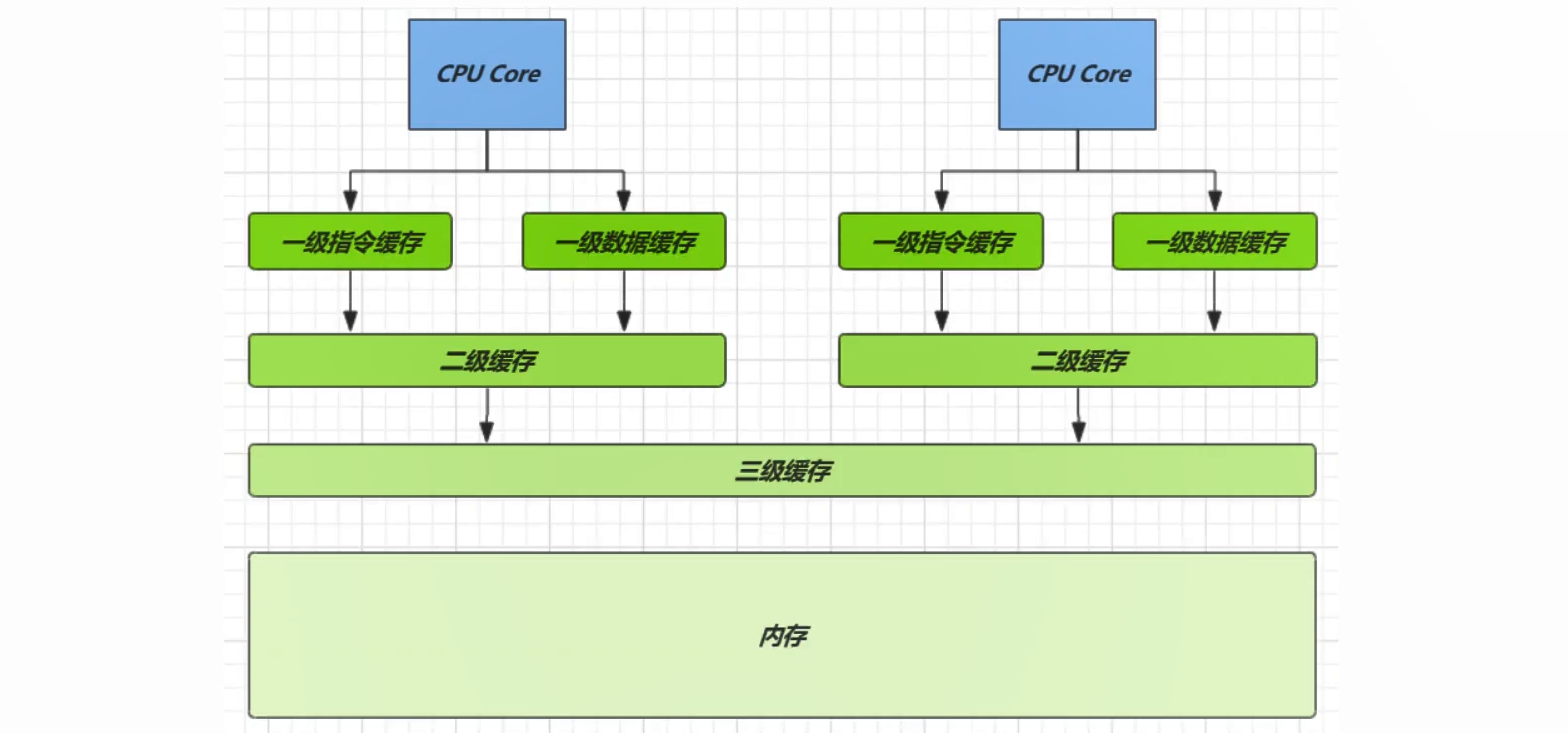 CPU Core
CPU Core
一级指令缓存
一级数据缓存
一级指令缓存
一级数据缓存
二级缓存
二级缓存
三级缓存
内存